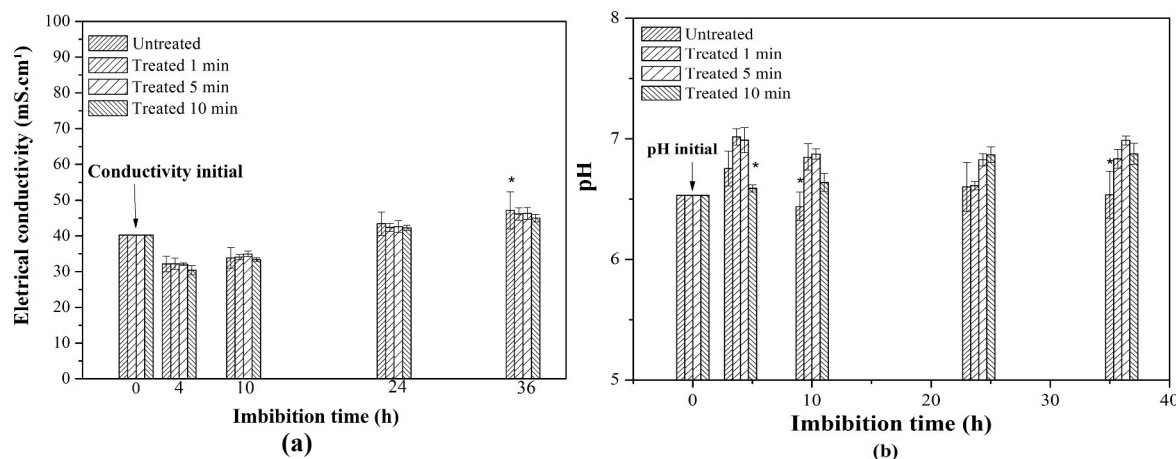 100
90
80
70
60
50
40
30
20
10
0
Eletrical conductivity (mS.cm¹)
Untreated
Treated 1 min
Treated 5 min
Treated 10 min
Conductivity initial
*
0 4 10 24 36
Imbibition time (h)
(a)
8
7
6
5
pH
Untreated
Treated 1 min
Treated 5 min
Treated 10 min
pH initial
*
*
*
0 10 20 30 40
Imbibition time (h)
(b)